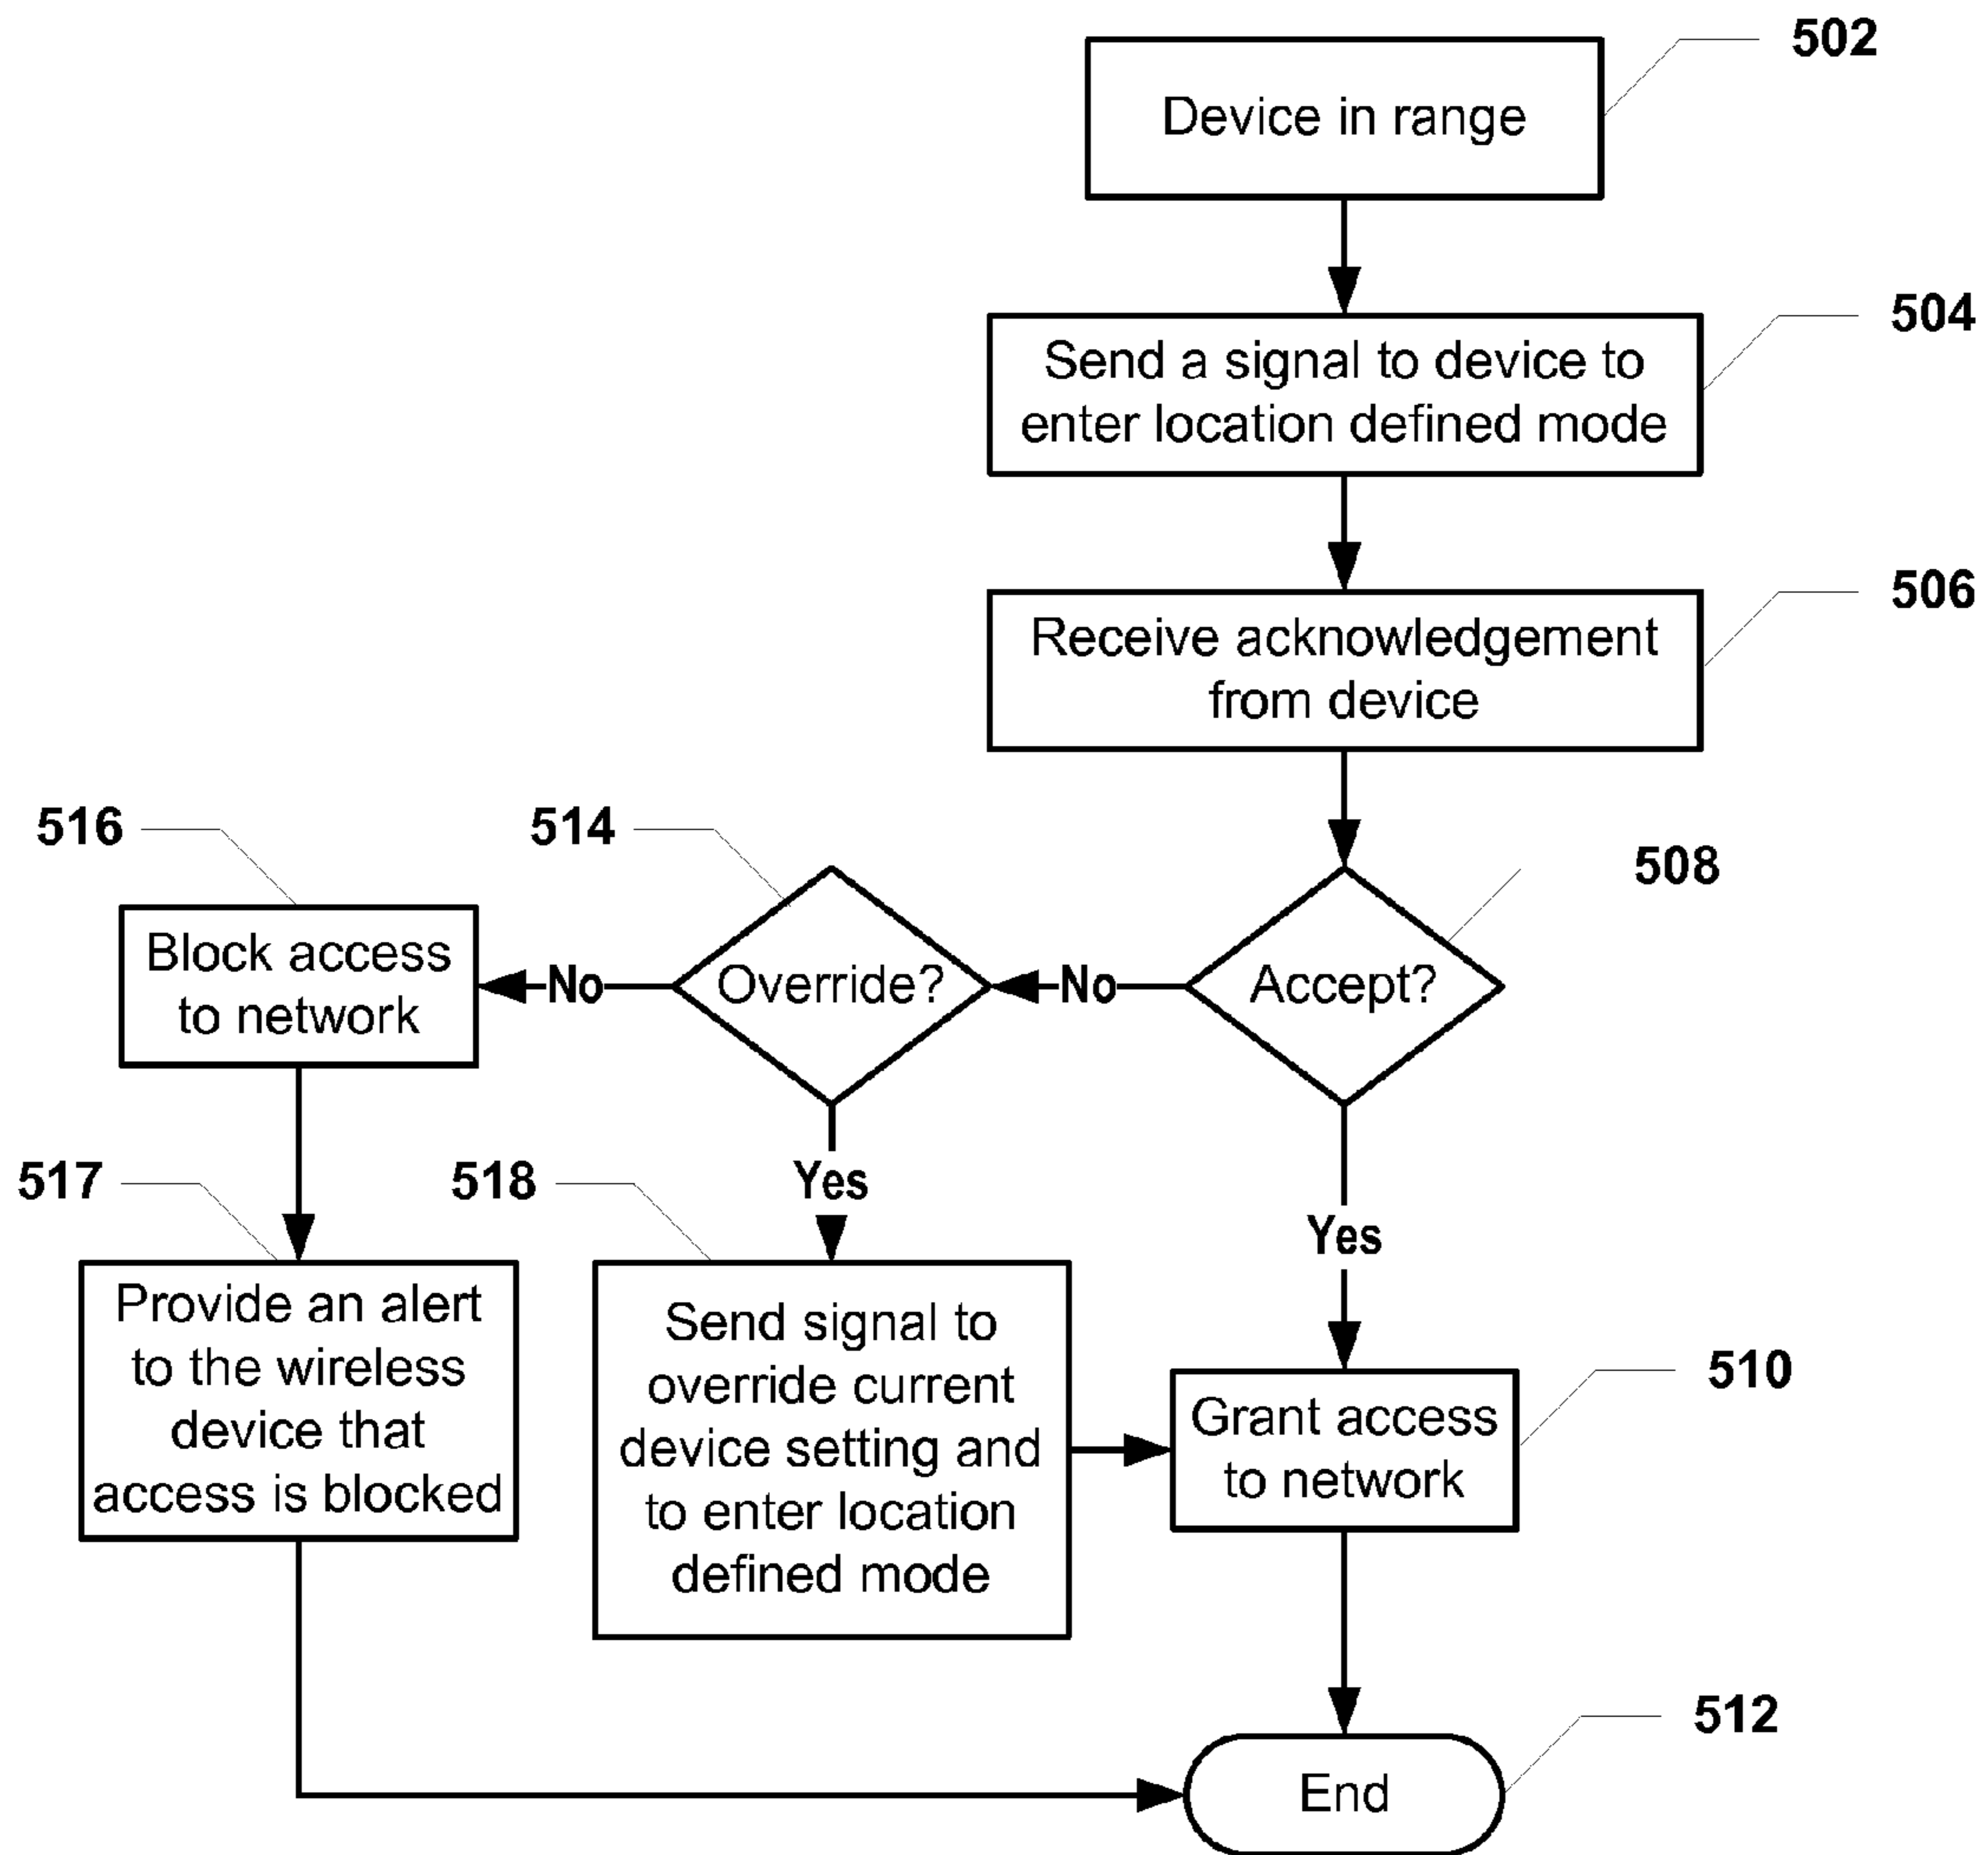 502
Device in range
504
Send a signal to device to
enter location defined mode
506
Receive acknowledgement
from device
516
514
508
Block access
to network
No
Override?
No
Accept?
517
518
Yes
Yes
Provide an alert
to the wireless
device that
access is blocked
Send signal to
override current
device setting and
to enter location
defined mode
510
Grant access
to network
512
End